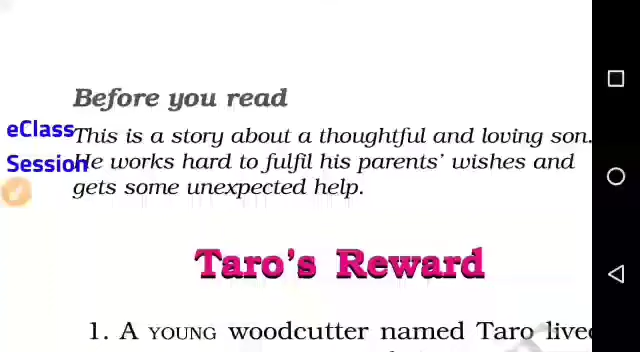 Before you read
eClass
Session
This is a story about a thoughtful and loving son.
He works hard to fulfil his parents' wishes and
gets some unexpected help.
Taro's Reward
1. A YOUNG woodcutter named Taro lived